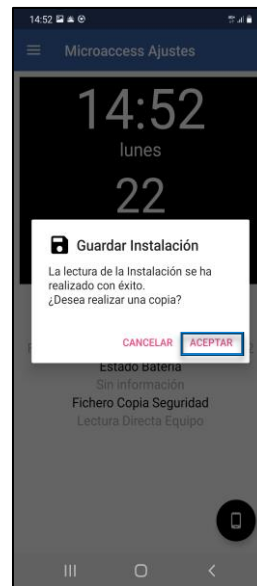 14:52
Microaccess Ajustes
14:52
lunes
22
Guardar Instalación
La lectura de la Instalación se ha
realizado con éxito.
¿Desea realizar una copia?
CANCELAR ACEPTAR
Estado Batería
Sin información
Fichero Copia Seguridad
Lectura Directa Equipo